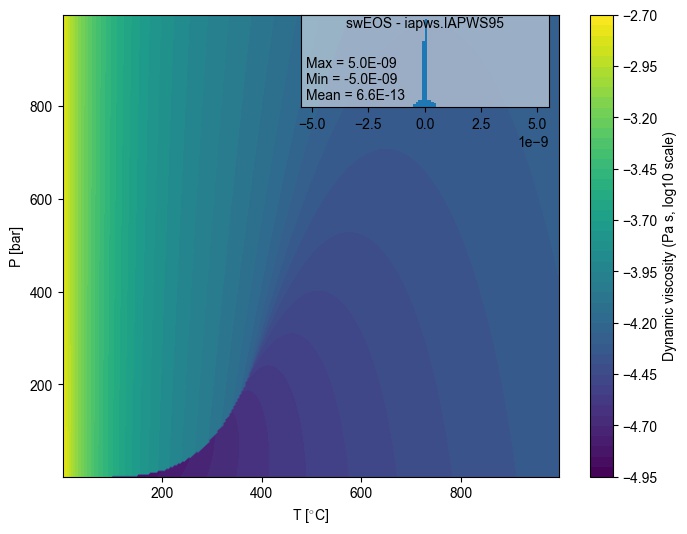 swEOS - iapws.IAPWS95
Max = 5.0E-09
Min = -5.0E-09
Mean = 6.6E-13
−5.0 −2.5 0.0 2.5 5.0
1e−9
800
600
400
200
P [bar]
200 400 600 800
T [°C]
−2.70
−2.95
−3.20
−3.45
−3.70
−3.95
−4.20
−4.45
−4.70
−4.95
Dynamic viscosity (Pa s, log10 scale)